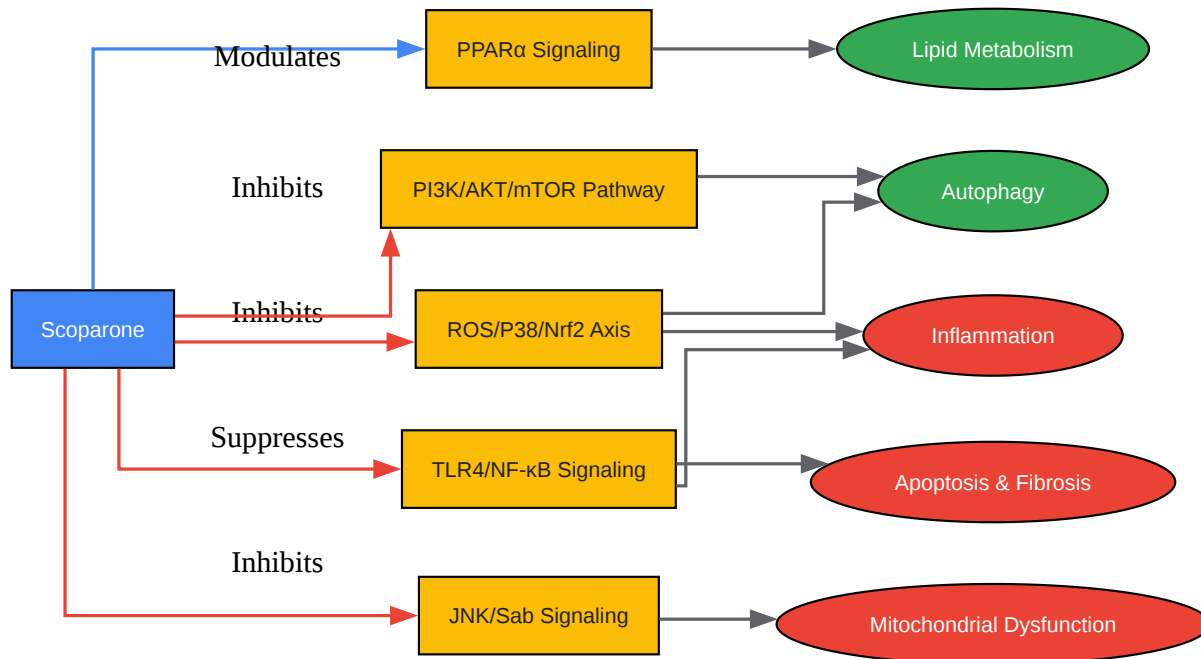 Modulates
PPARα Signaling
Lipid Metabolism
Inhibits
PI3K/AKT/mTOR Pathway
Autophagy
Scoparone
Inhibits
ROS/P38/Nrf2 Axis
Inflammation
Suppresses
TLR4/NF-κB Signaling
Apoptosis & Fibrosis
Inhibits
JNK/Sab Signaling
Mitochondrial Dysfunction